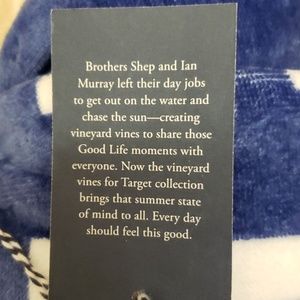 Brothers Shep and Ian
Murray left their day jobs
to get out on the water and
chase the sun—creating
vineyard vines to share those
Good Life moments with
everyone. Now the vineyard
vines for Target collection
brings that summer state
of mind to all. Every day
should feel this good.